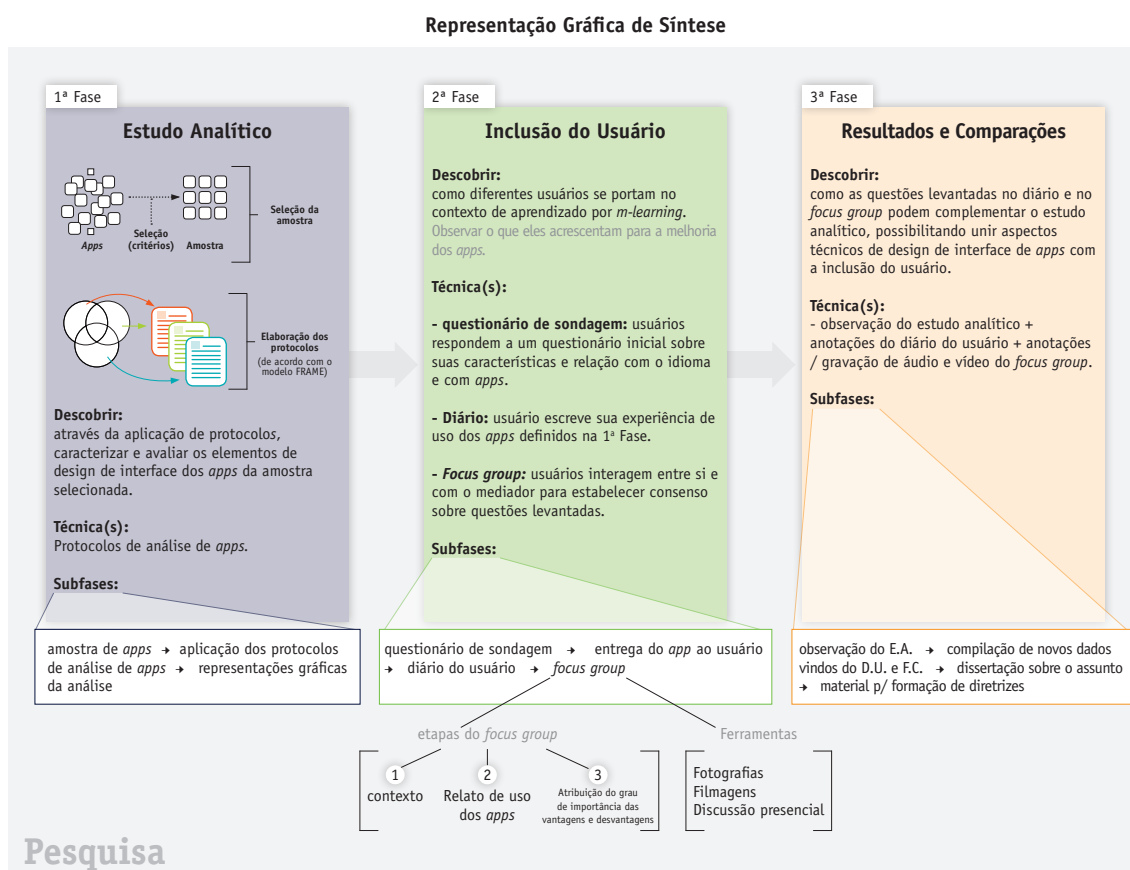 Representação Gráfica de Síntese
1ª Fase
Estudo Analítico
Apps
Seleção
(critérios)
Amostra
Seleção da
amostra
Elaboração dos
protocolos
(de acordo com o
modelo FRAME)
Descobrir:
através da aplicação de protocolos,
caracterizar e avaliar os elementos de
design de interface dos apps da amostra
selecionada.
Técnica(s):
Protocolos de análise de apps.
Subfases:
amostra de apps → aplicação dos protocolos
de análise de apps → representações gráficas
da análise
2ª Fase
Inclusão do Usuário
Descobrir:
como diferentes usuários se portam no
contexto de aprendizado por m-learning.
Observar o que eles acrescentam para a melhoria
dos apps.
Técnica(s):
- questionário de sondagem: usuários
respondem a um questionário inicial sobre
suas características e relação com o idioma
e com apps.
- Diário: usuário escreve sua experiência de
uso dos apps definidos na 1ª Fase.
- Focus group: usuários interagem entre si e
com o mediador para estabelecer consenso
sobre questões levantadas.
Subfases:
questionário de sondagem → entrega do app ao usuário
→ diário do usuário → focus group
etapas do focus group
1
contexto
2
Relato de uso
dos apps
3
Atribuição do grau
de importância das
vantagens e desvantagens
Ferramentas
Fotografias
Filmagens
Discussão presencial
3ª Fase
Resultados e Comparações
Descobrir:
como as questões levantadas no diário e no
focus group podem complementar o estudo
analítico, possibilitando unir aspectos
técnicos de design de interface de apps com
a inclusão do usuário.
Técnica(s):
- observação do estudo analítico +
anotações do diário do usuário + anotações
/ gravação de áudio e vídeo do focus group.
Subfases:
observação do E.A. → compilação de novos dados
vindos do D.U. e F.C. → dissertação sobre o assunto
→ material p/ formação de diretrizes
Pesquisa